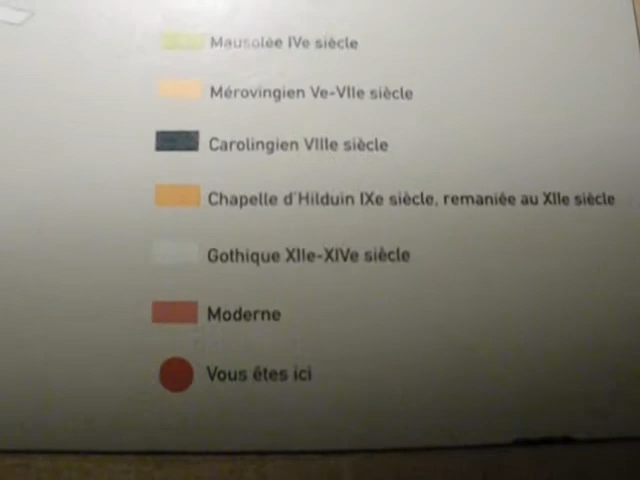 Mausolée IVe siècle
Mérovingien Ve-VIIe siècle
Carolingien VIIIe siècle
Chapelle d'Hilduin IXe siècle, remaniée au XIIe siècle
Gothique XIIe-XIVe siècle
Moderne
Vous êtes ici